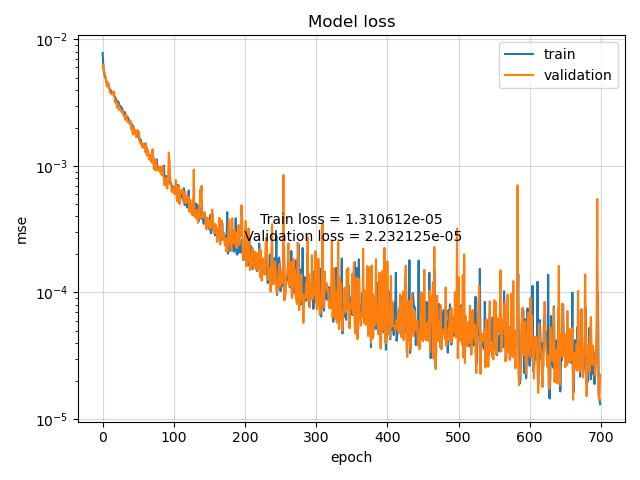 Model loss
train
validation
Train loss = 1.310612e-05
Validation loss = 2.232125e-05
mse
10⁻²
10⁻³
10⁻⁴
10⁻⁵
0 100 200 300 400 500 600 700
epoch